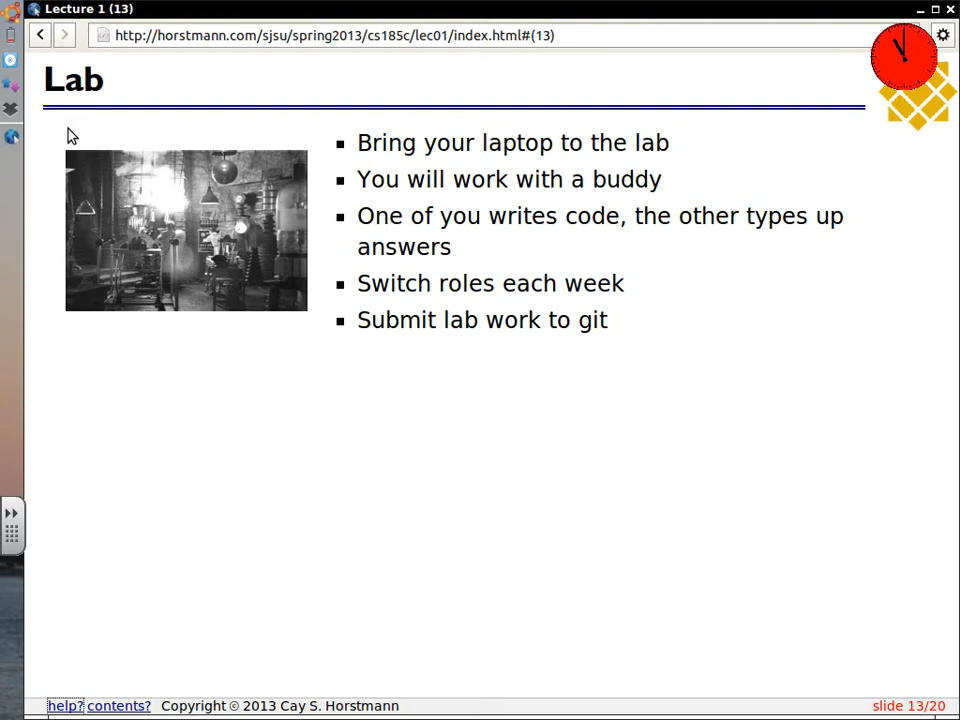 Lecture 1 (13)
http://horstmann.com/sjsu/spring2013/cs185c/lec01/index.html#(13)
Lab
Bring your laptop to the lab
You will work with a buddy
One of you writes code, the other types up
answers
Switch roles each week
Submit lab work to git
help? contents? Copyright © 2013 Cay S. Horstmann slide 13/20